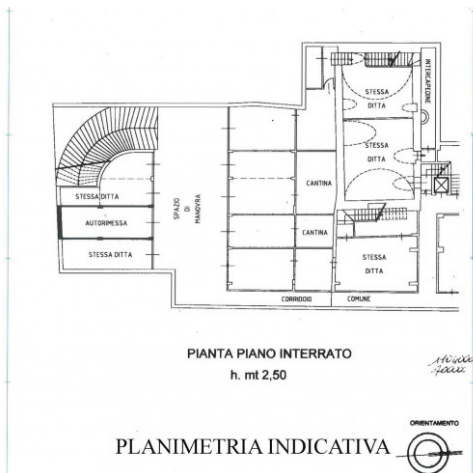 INTERCAPEDINE
STESSA
DITTA
STESSA
DITTA
CANTINA
STESSA DITTA
AUTORIMESSA
STESSA DITTA
SPAZIO
DI
MANOVRA
CANTINA
STESSA
DITTA
CORRIDOIO COMUNE
PIANTA PIANO INTERRATO
h. mt 2,50
ORIENTAMENTO
PLANIMETRIA INDICATIVA